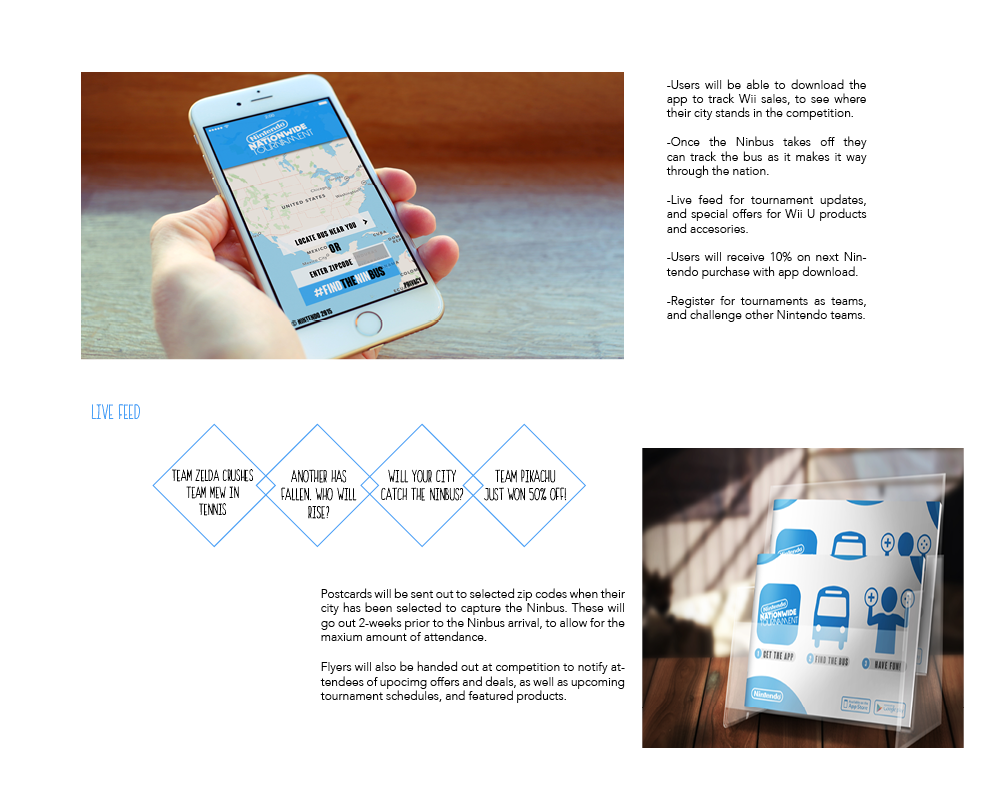 Nintendo
NATIONWIDE
TOURNAMENT
Chicago
UNITED STATES
Washington
LOCATE BUS NEAR YOU >
MEXICO
OR
CUBA
Mexico City
ENTER ZIPCODE
#FINDTHENINBUS
PRIVACY
© NINTENDO 2015
-Users will be able to download the
app to track Wii sales, to see where
their city stands in the competition.
-Once the Ninbus takes off they
can track the bus as it makes it way
through the nation.
-Live feed for tournament updates,
and special offers for Wii U products
and accesories.
-Users will receive 10% on next Nin-
tendo purchase with app download.
-Register for tournaments as teams,
and challenge other Nintendo teams.
LIVE FEED
TEAM ZELDA CRUSHES
TEAM MEW IN
TENNIS
ANOTHER HAS
FALLEN. WHO WILL
RISE?
WILL YOUR CITY
CATCH THE NINBUS?
TEAM PIKACHU
JUST WON 50% OFF!
Postcards will be sent out to selected zip codes when their
city has been selected to capture the Ninbus. These will
go out 2-weeks prior to the Ninbus arrival, to allow for the
maxium amount of attendance.
Flyers will also be handed out at competition to notify at-
tendees of upocimg offers and deals, as well as upcoming
tournament schedules, and featured products.
Nintendo
Nintendo
NATIONWIDE
TOURNAMENT
1 GET THE APP
2 FIND THE BUS
3 HAVE FUN!
Nintendo
App Store
Google play